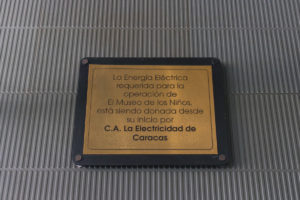 La Energía Eléctrica
requerida para la
operación de
El Museo de los Niños,
está siendo donada desde
su inicio por
C.A. La Electricidad de
Caracas